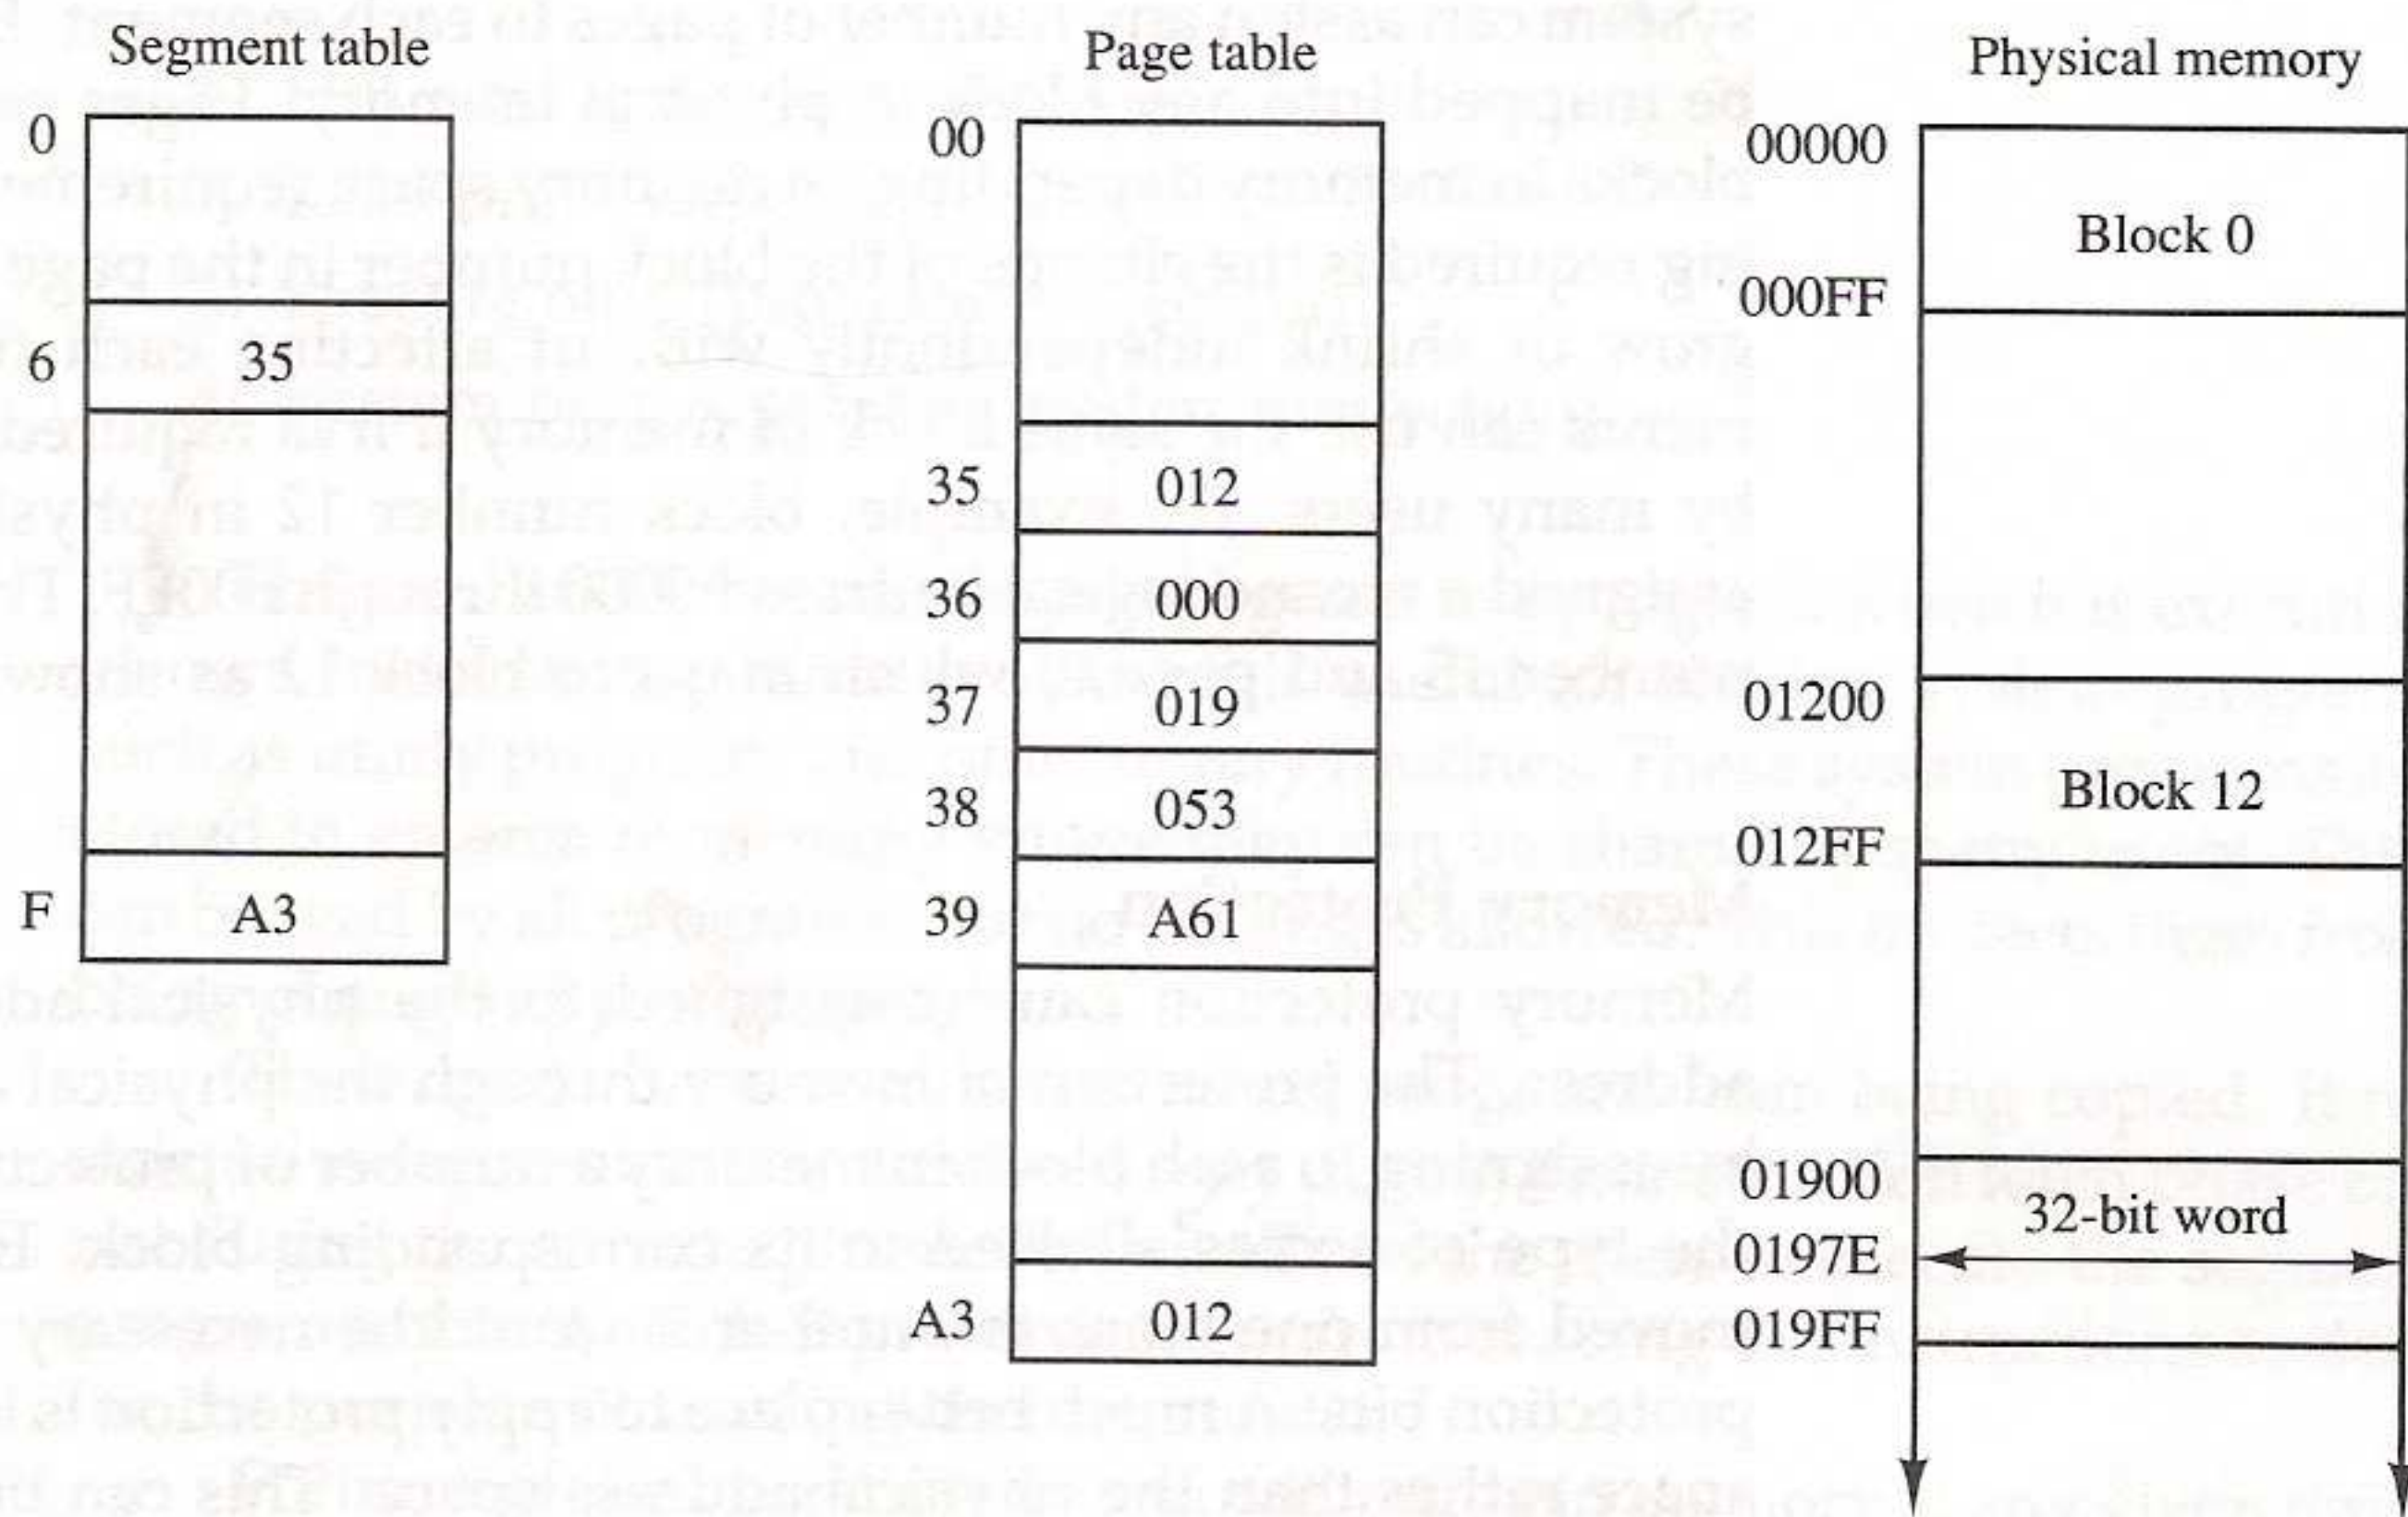 Segment table
0
6 35
F A3
Page table
00
35 012
36 000
37 019
38 053
39 A61
A3 012
Physical memory
00000
Block 0
000FF
01200
Block 12
012FF
01900
32-bit word
0197E
019FF